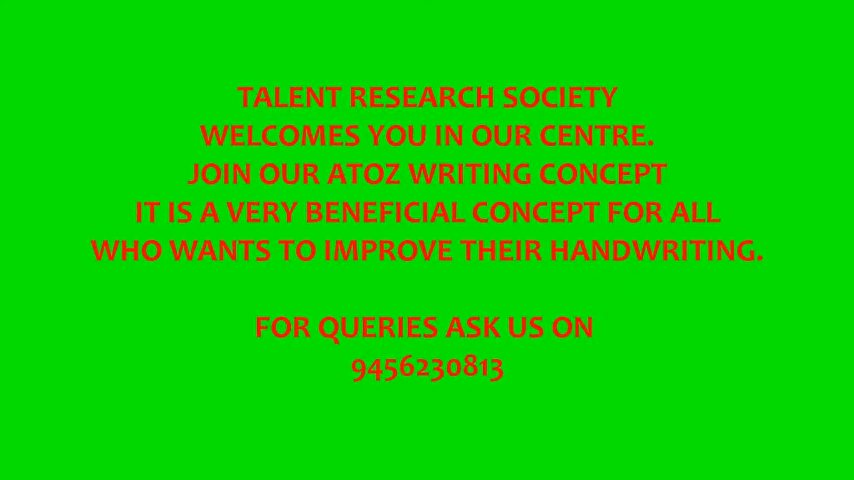 TALENT RESEARCH SOCIETY
WELCOMES YOU IN OUR CENTRE.
JOIN OUR ATOZ WRITING CONCEPT
IT IS A VERY BENEFICIAL CONCEPT FOR ALL
WHO WANTS TO IMPROVE THEIR HANDWRITING.
FOR QUERIES ASK US ON
9456230813